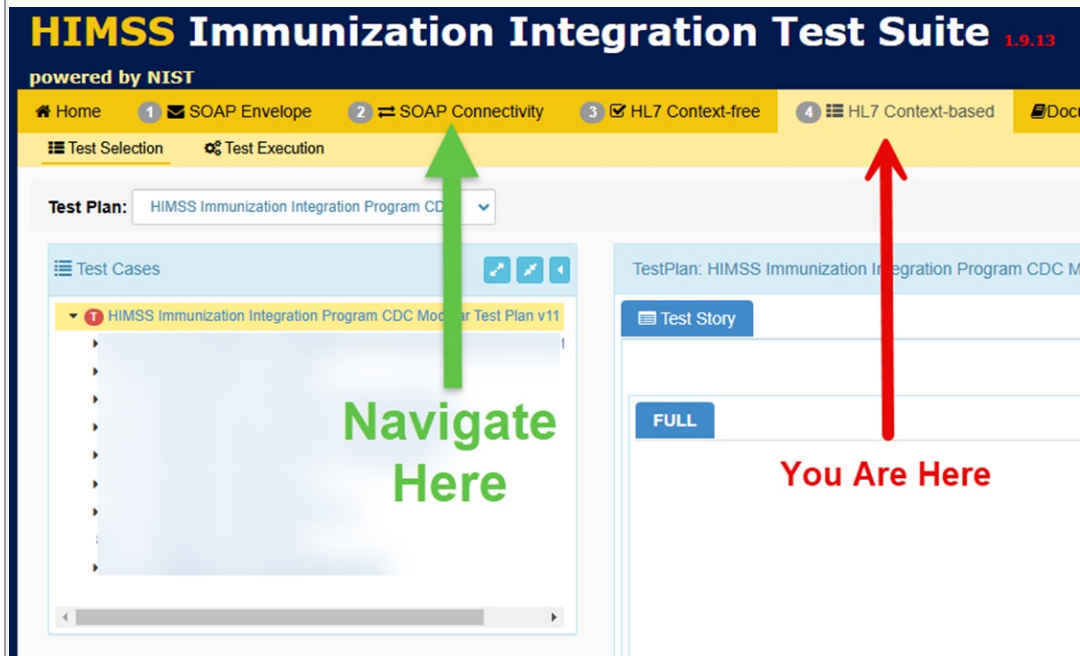 HIMSS Immunization Integration Test Suite 1.9.13
powered by NIST
Home 1 SOAP Envelope 2 SOAP Connectivity 3 HL7 Context-free 4 HL7 Context-based Docu
Test Selection Test Execution
Test Plan: HIMSS Immunization Integration Program CD
Test Cases
TestPlan: HIMSS Immunization Integration Program CDC M
T HIMSS Immunization Integration Program CDC Modular Test Plan v11
Test Story
Navigate
Here
FULL
You Are Here